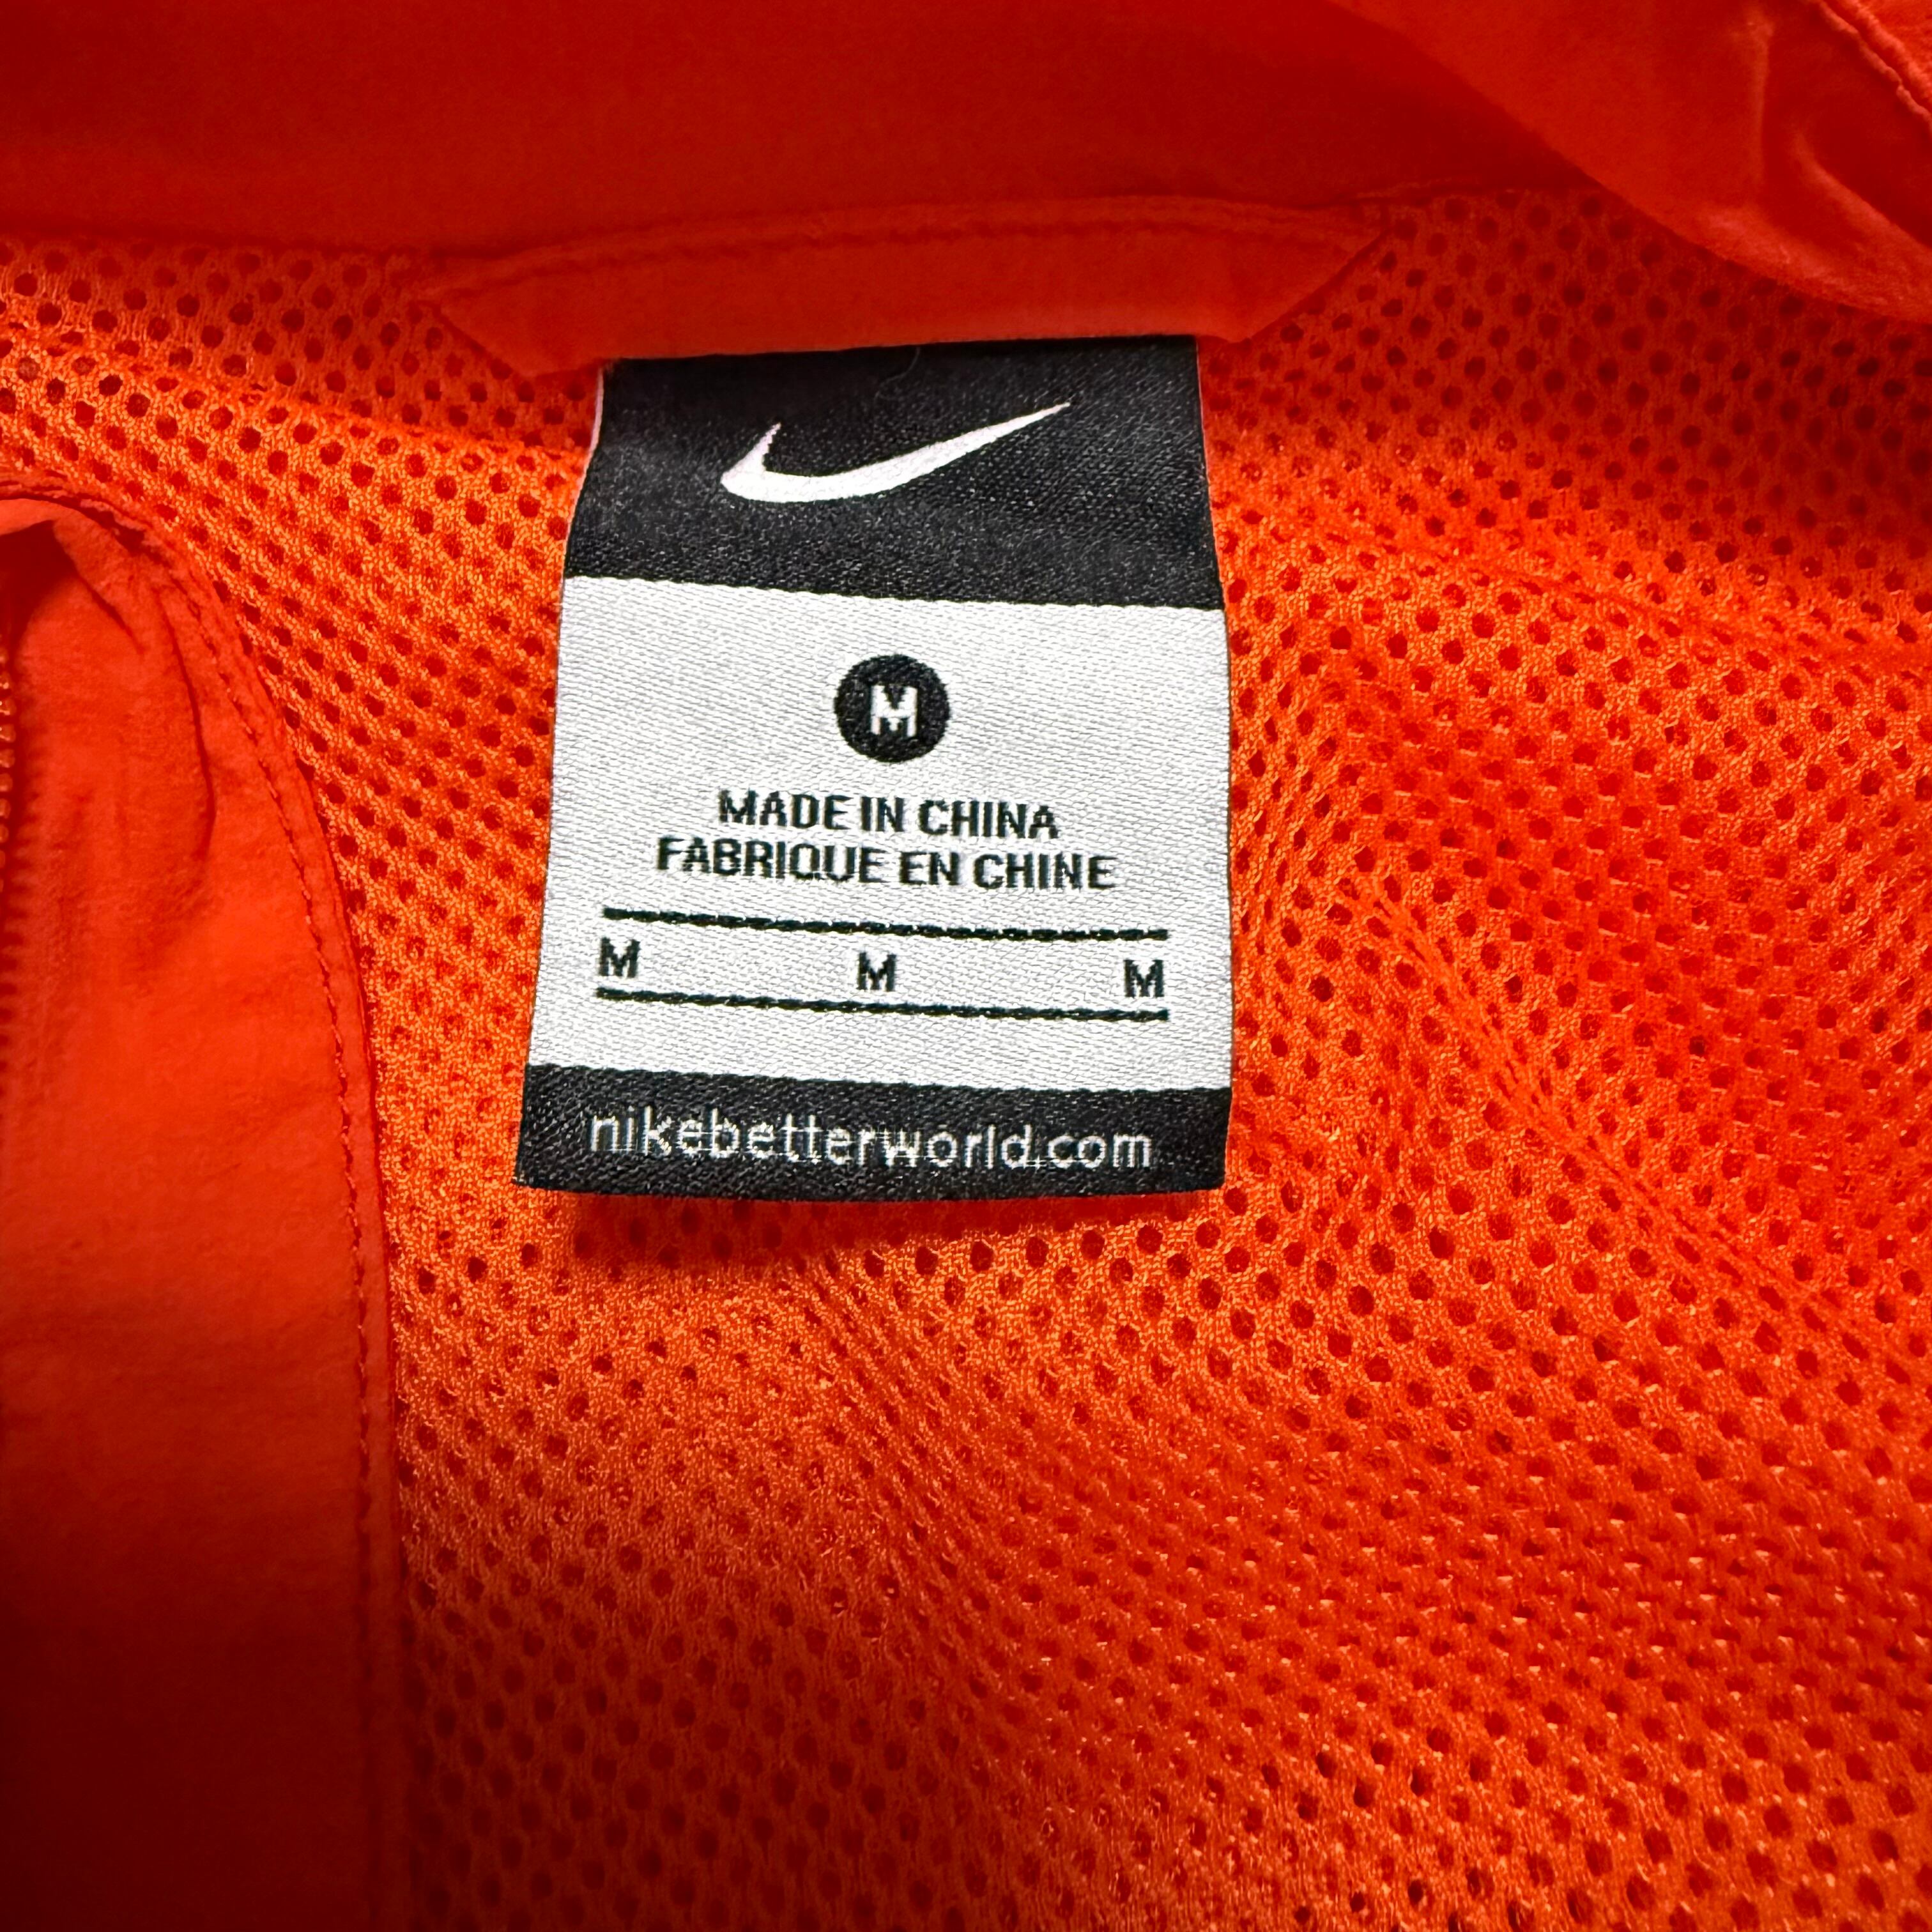 M
MADE IN CHINA
FABRIQUE EN CHINE
M M M
nikebetterworld.com